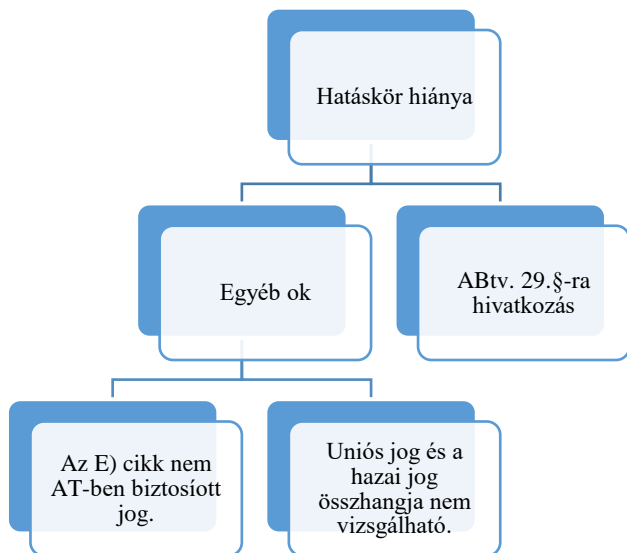 Hatáskör hiánya
Egyéb ok
ABtv. 29.§-ra
hivatkozás
Az E) cikk nem
AT-ben biztosíott
jog.
Uniós jog és a
hazai jog
összhangja nem
vizsgálható.